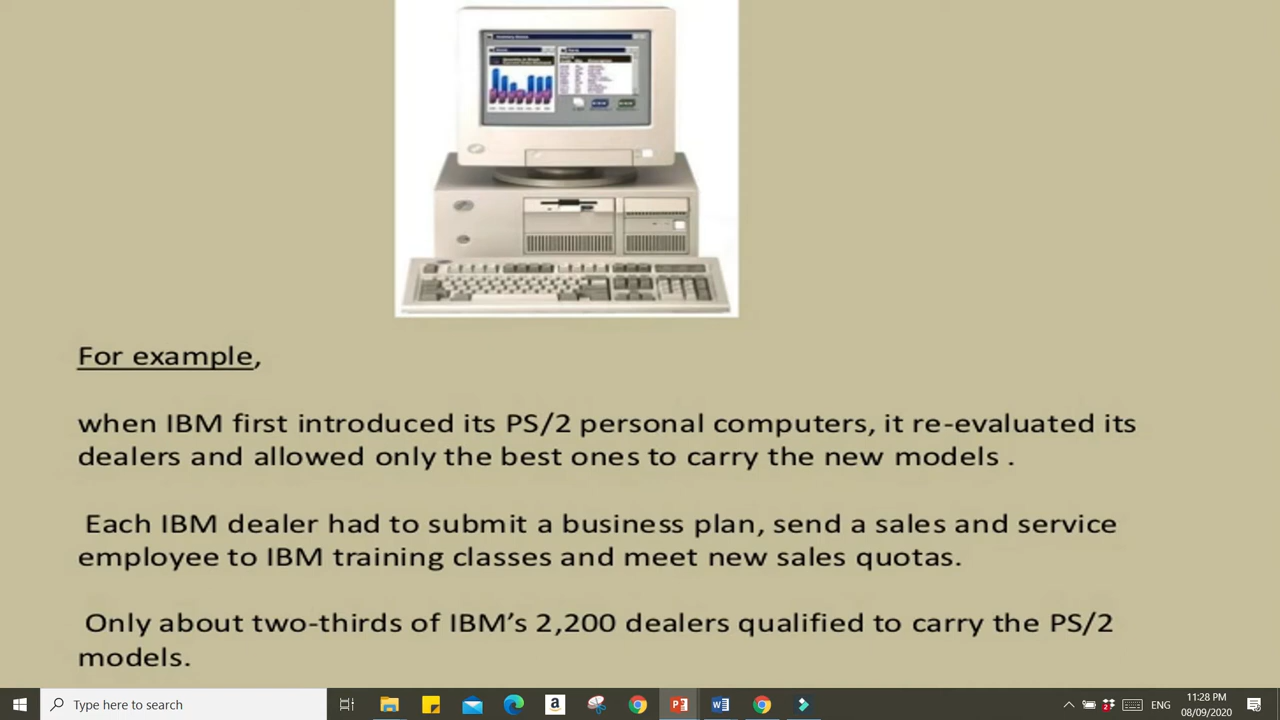 For example,
when IBM first introduced its PS/2 personal computers, it re-evaluated its
dealers and allowed only the best ones to carry the new models .
Each IBM dealer had to submit a business plan, send a sales and service
employee to IBM training classes and meet new sales quotas.
Only about two-thirds of IBM’s 2,200 dealers qualified to carry the PS/2
models.
Type here to search
ENG
11:28 PM
08/09/2020